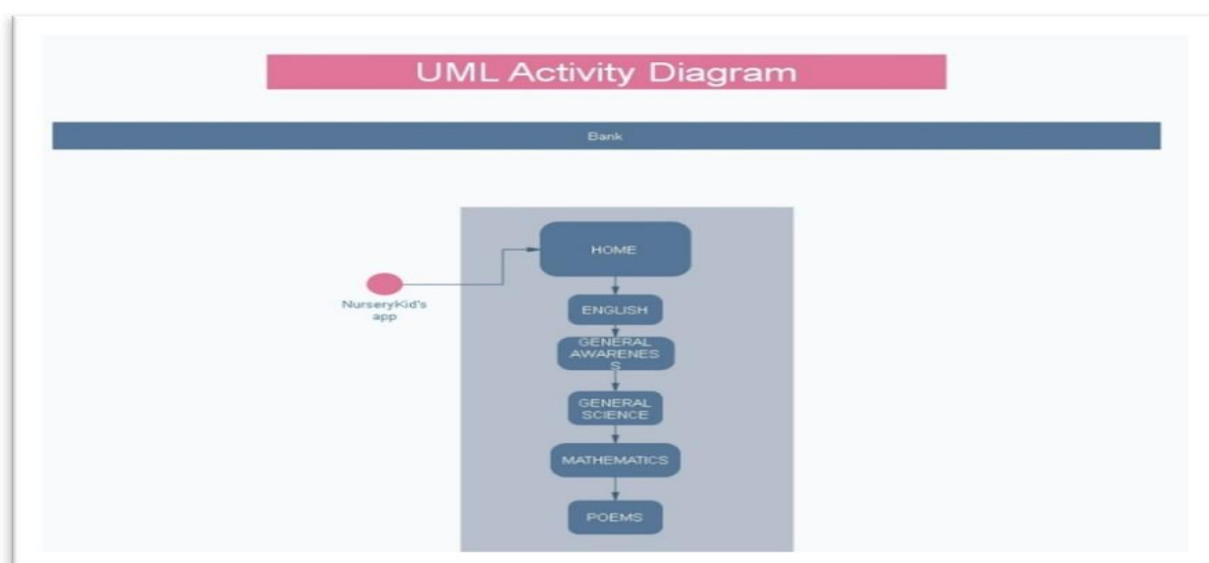 UML Activity Diagram
Bank
HOME
NurseryKid's
app
ENGLISH
GENERAL
AWARENES
S
GENERAL
SCIENCE
MATHEMATICS
POEMS